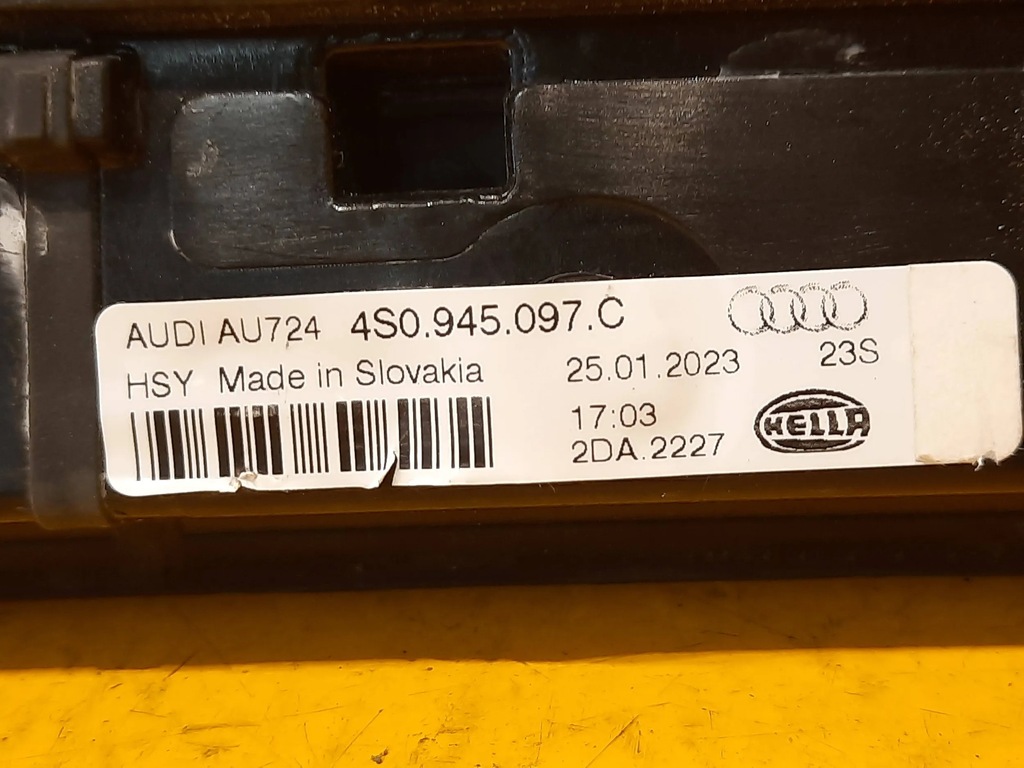 AUDI AU724 4S0.945.097.C
HSY Made in Slovakia 25.01.2023 23S
17:03
2DA.2227
HELLA